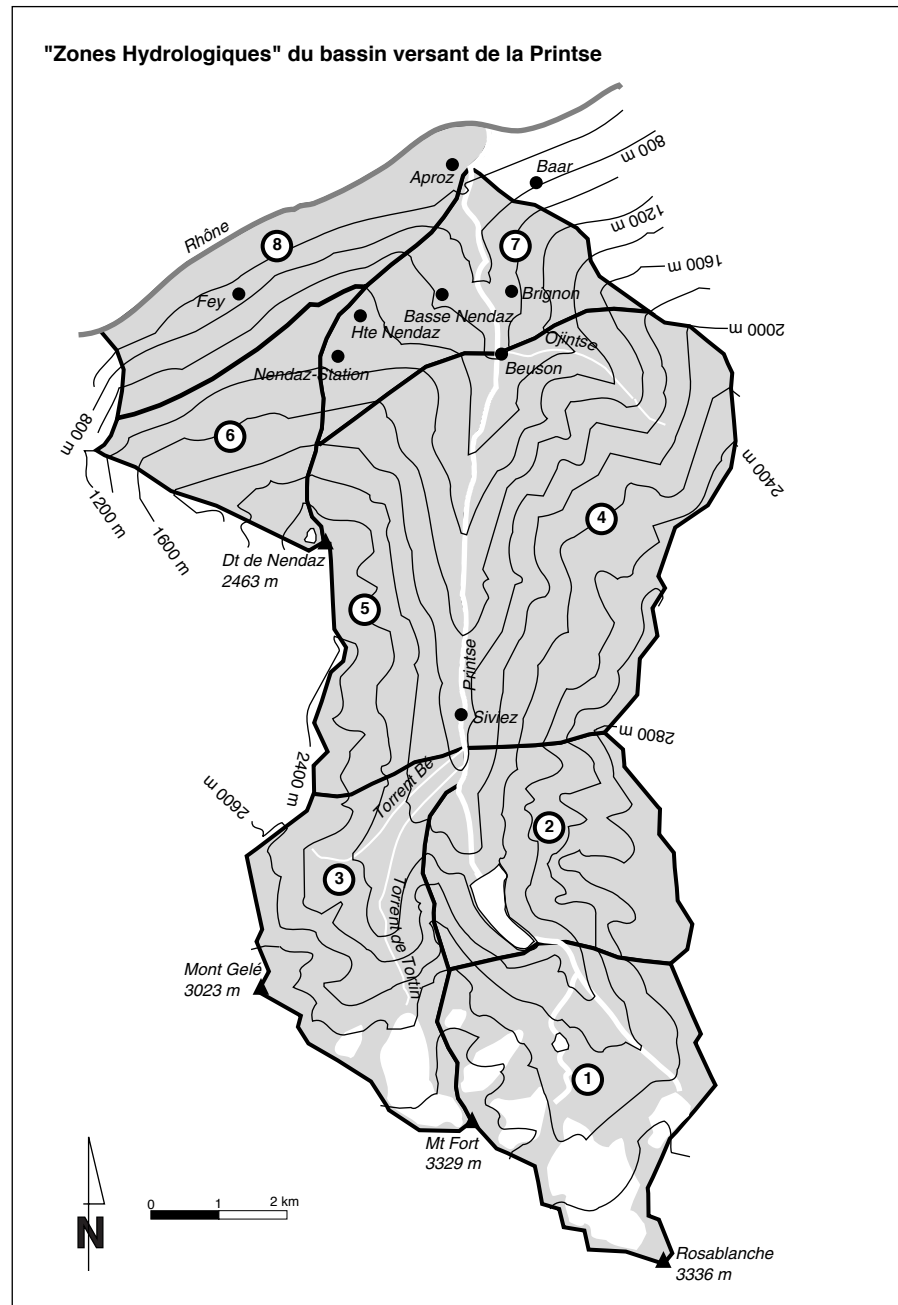 "Zones Hydrologiques" du bassin versant de la Printse
Aproz
Baar
800 m
1200 m
1600 m
2000 m
Rhône
8
7
Fey
Basse Nendaz
Brignon
Hte Nendaz
Ojintse
Nendaz-Station
Beuson
6
800 m
1200 m
1600 m
2400 m
4
Dt de Nendaz
2463 m
5
Printse
Siviez
2800 m
2400 m
2600 m
Torrent Bé
2
3
Torrent de Tortin
Mont Gelé
3023 m
1
Mt Fort
3329 m
0 1 2 km
N
Rosablanche
3336 m